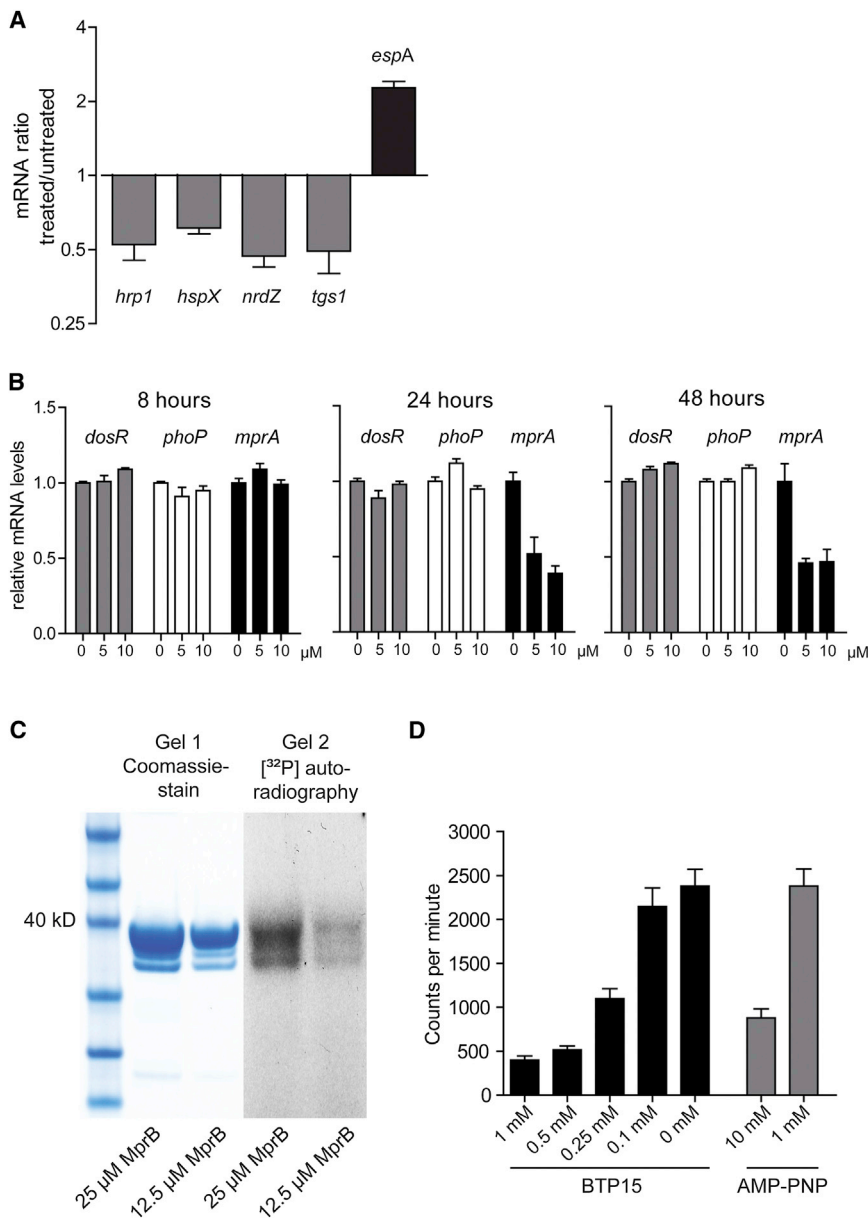 A
4
2
1
0.5
0.25
mRNA ratio
treated/untreated
espA
hrp1 hspX nrdZ tgs1
B
8 hours 24 hours 48 hours
relative mRNA levels
1.5
1.0
0.5
0.0
dosR phoP mprA dosR phoP mprA dosR phoP mprA
0 5 10 0 5 10 0 5 10 µM 0 5 10 0 5 10 0 5 10 µM 0 5 10 0 5 10 0 5 10 µM
C
Gel 1
Coomassie-
stain
Gel 2
[³²P] auto-
radiography
40 kD
25 µM MprB
12.5 µM MprB
25 µM MprB
12.5 µM MprB
D
Counts per minute
3000
2500
2000
1500
1000
500
0
1 mM
0.5 mM
0.25 mM
0.1 mM
0 mM
10 mM
1 mM
BTP15 AMP-PNP